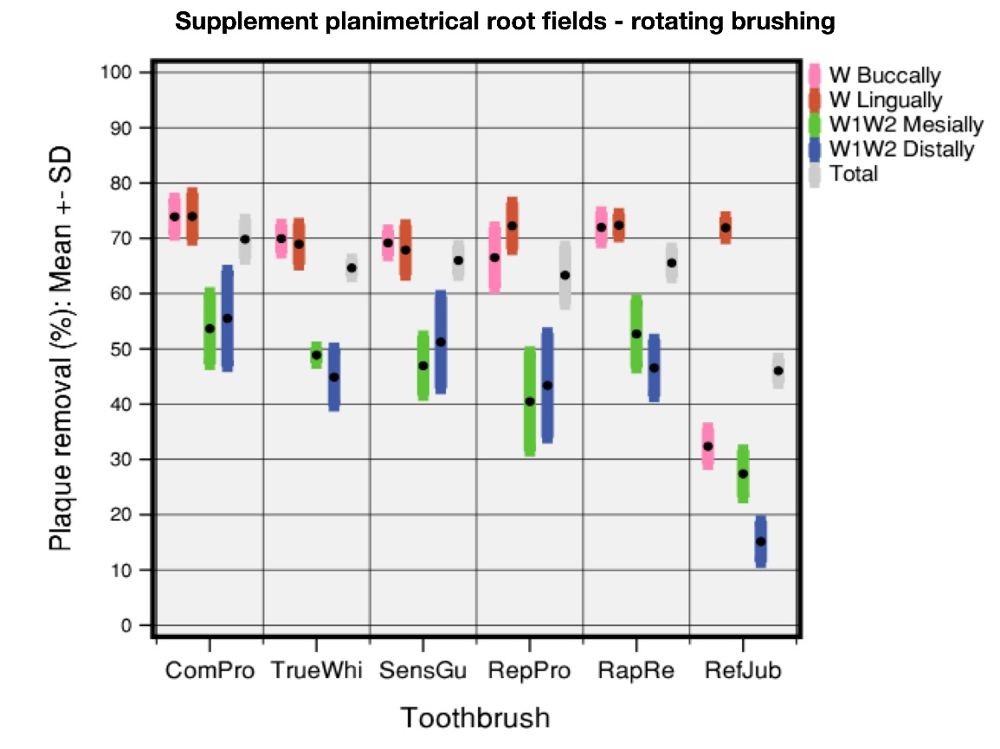 Supplement planimetrical root fields - rotating brushing
Plaque removal (%): Mean +- SD
100
90
80
70
60
50
40
30
20
10
0
W Buccally
W Lingually
W1W2 Mesially
W1W2 Distally
Total
ComPro TrueWhi SensGu RepPro RapRe RefJub
Toothbrush